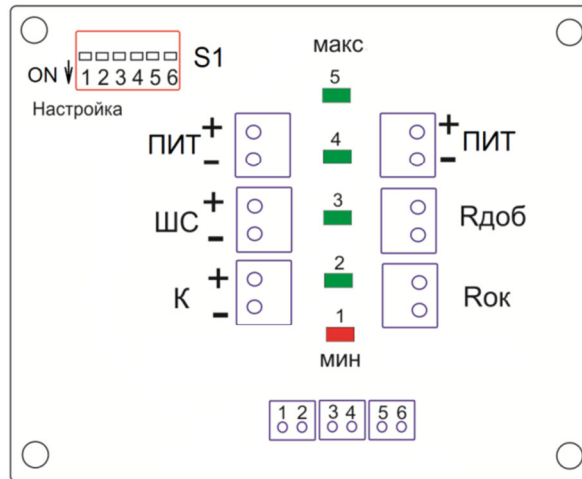 S1
ON
1 2 3 4 5 6
Настройка
макс
5
+
ПИТ
-
4
+
ПИТ
-
+
ШС
-
3
Rдоб
+
К
-
2
Rок
1
мин
1 2 3 4 5 6